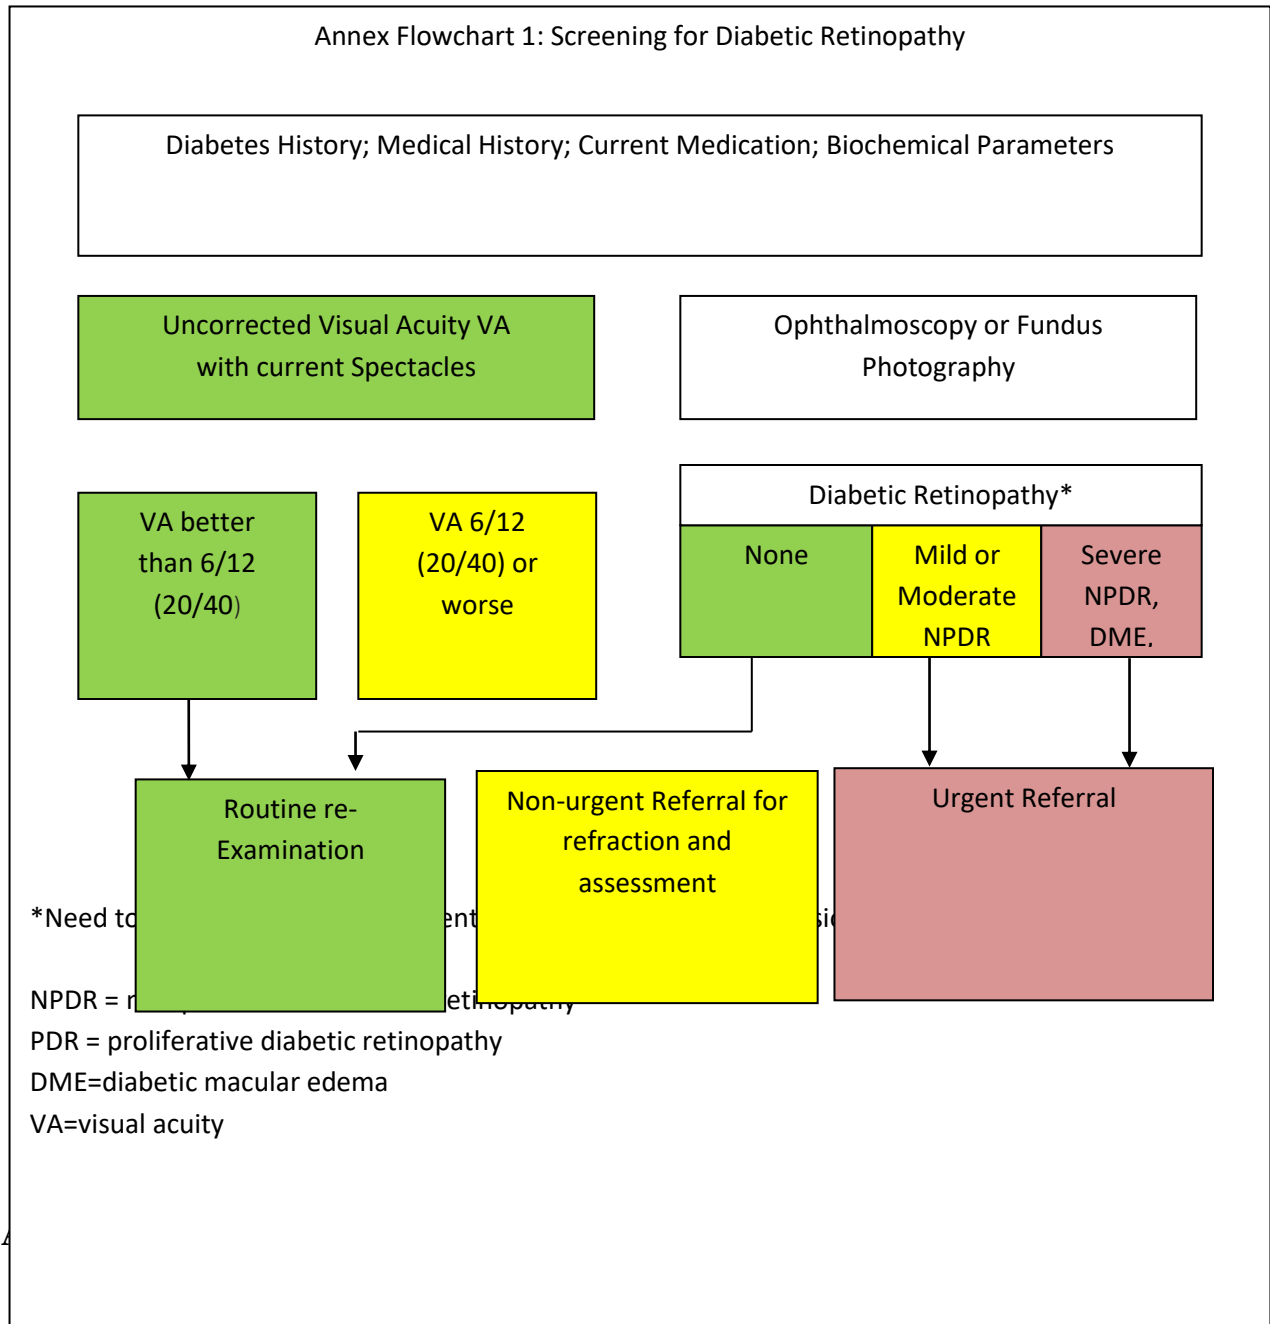 Annex Flowchart 1: Screening for Diabetic Retinopathy
Diabetes History; Medical History; Current Medication; Biochemical Parameters
Uncorrected Visual Acuity VA
with current Spectacles
Ophthalmoscopy or Fundus
Photography
VA better
than 6/12
(20/40)
VA 6/12
(20/40) or
worse
Diabetic Retinopathy*
None
Mild or
Moderate
NPDR
Severe
NPDR,
DME,
Routine re-
Examination
Non-urgent Referral for
refraction and
assessment
Urgent Referral
*Need to
NPDR = retinopathy
PDR = proliferative diabetic retinopathy
DME=diabetic macular edema
VA=visual acuity